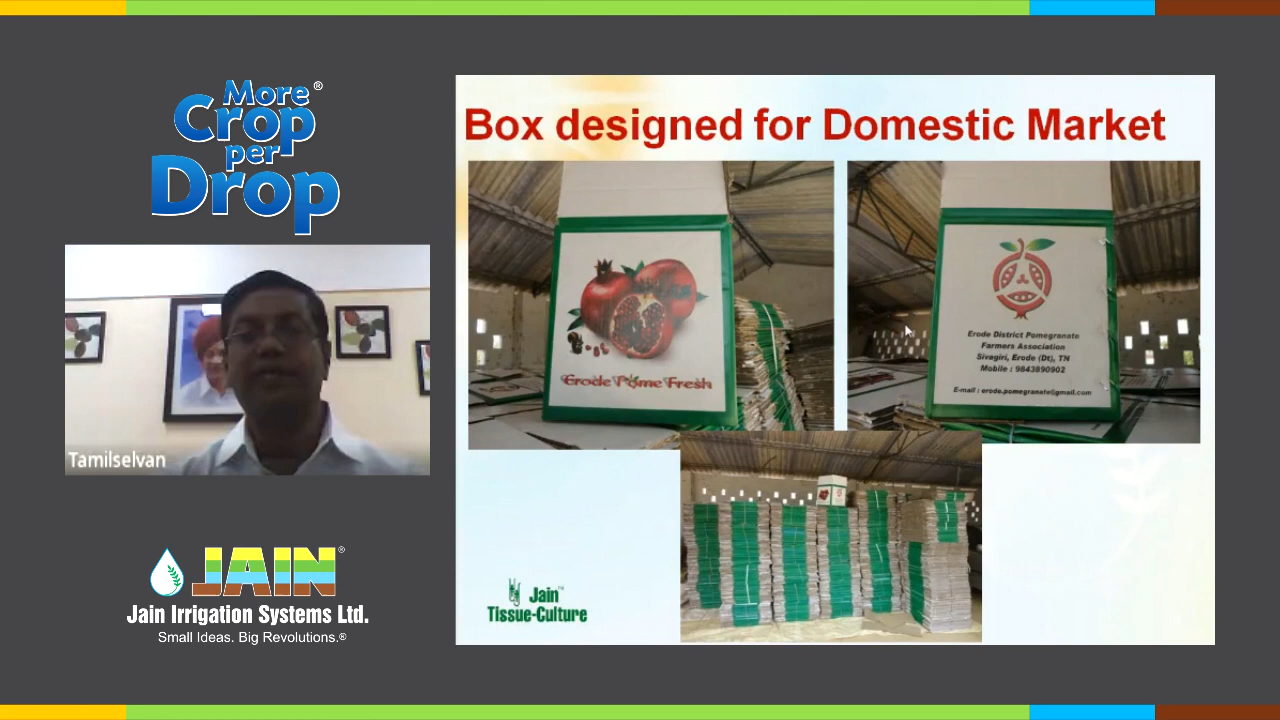 More
Crop
per
Drop
®
Tamilselvan
JAIN®
Jain Irrigation Systems Ltd.
Small Ideas. Big Revolutions.®
Box designed for Domestic Market
Erode Pome Fresh
Erode District Pomegranate
Farmers Association
Sivagiri, Erode (Dt), TN
Mobile : 9843890902
E-mail : erode.pomegranate@gmail.com
Jain™
Tissue-Culture